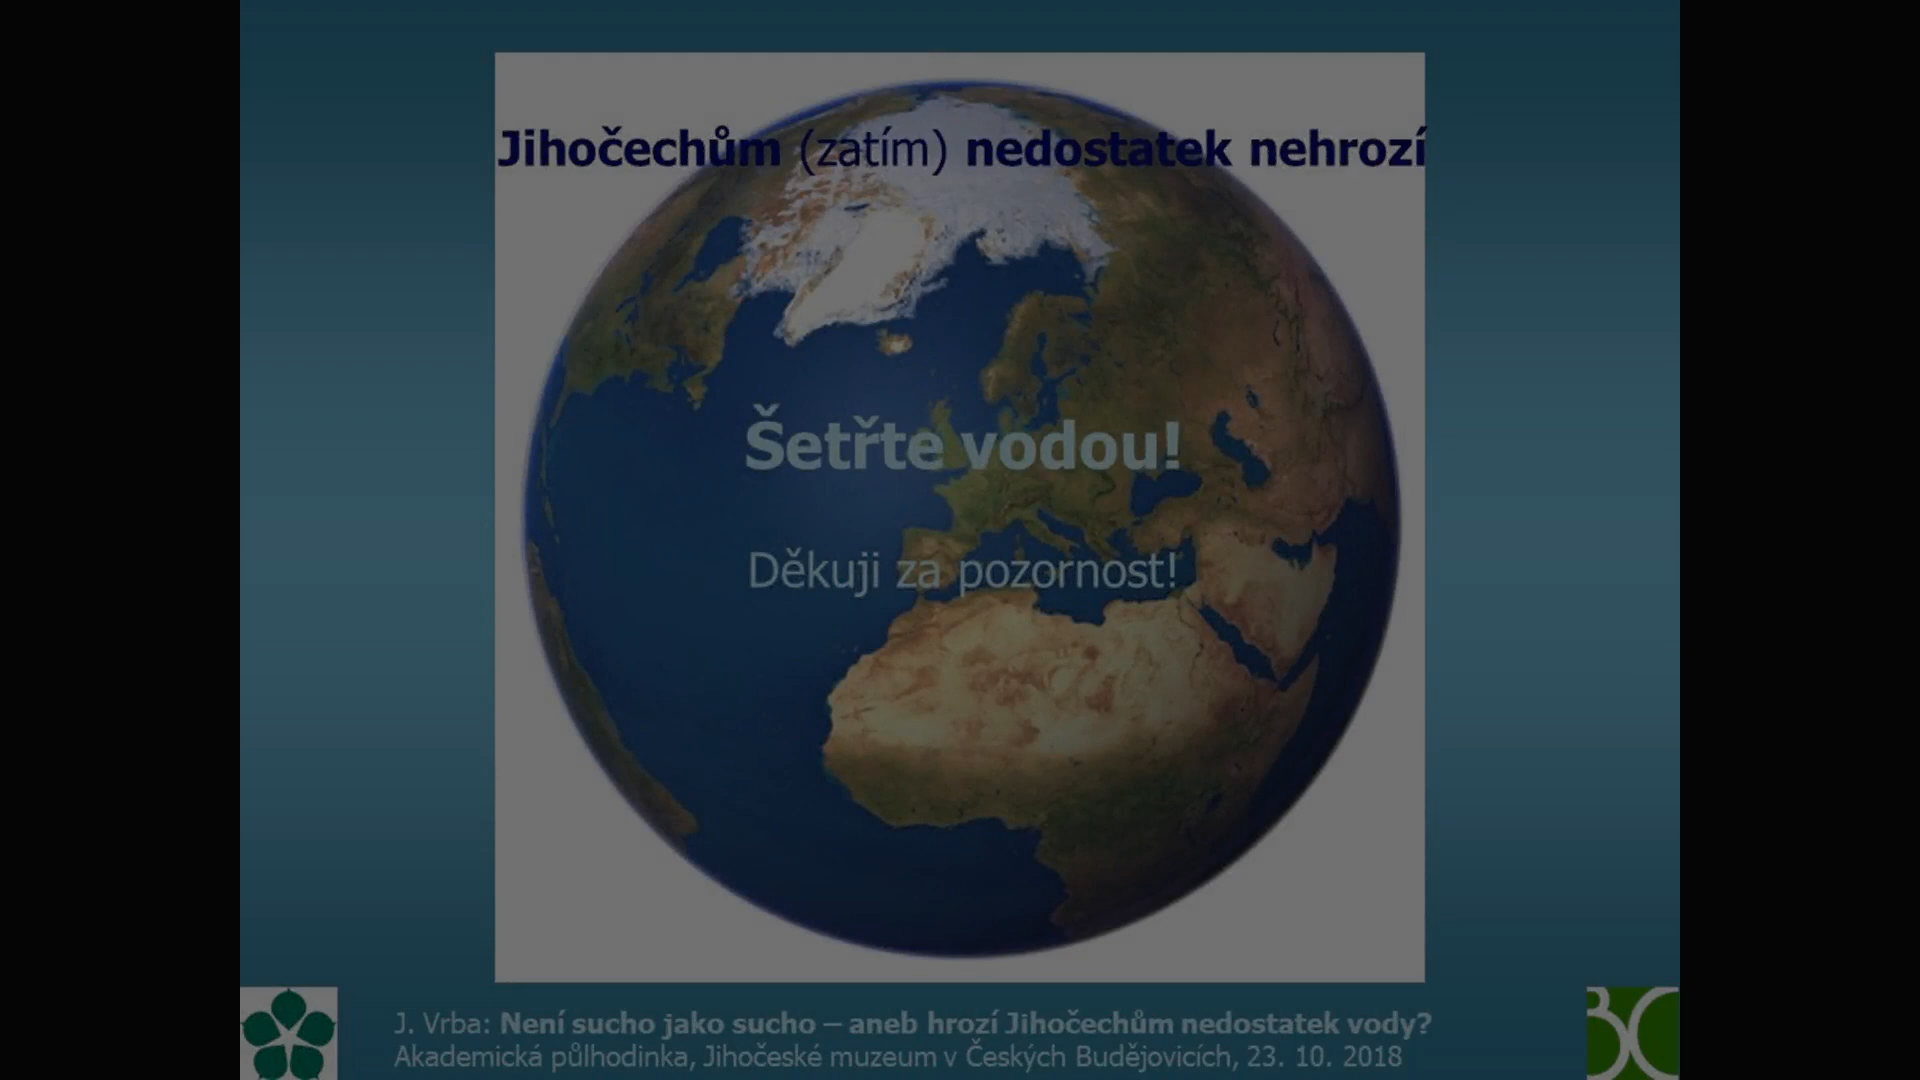 Jihočechům (zatím) nedostatek nehrozí
Šetřte vodou!
Děkuji za pozornost!
J. Vrba: Není sucho jako sucho – aneb hrozí Jihočechům nedostatek vody?
Akademická půlhodinka, Jihočeské muzeum v Českých Budějovicích, 23. 10. 2018